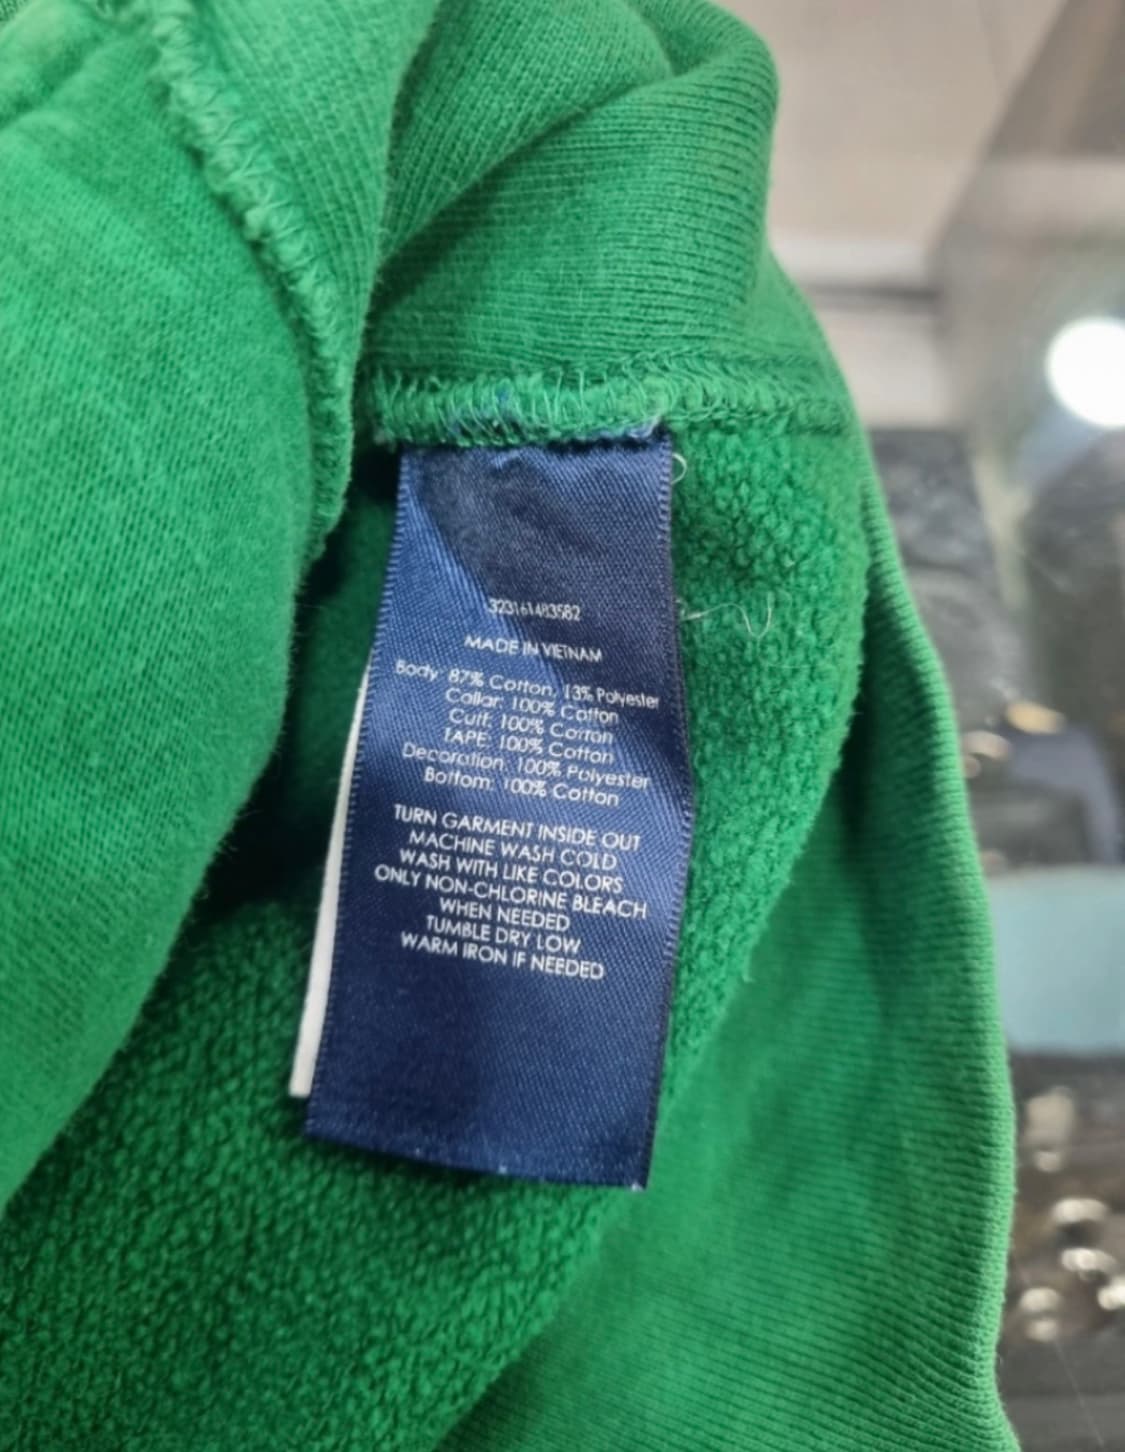 323161483582
MADE IN VIETNAM
Body: 87% Cotton, 13% Polyester
Collar: 100% Cotton
Cuff: 100% Cotton
TAPE: 100% Cotton
Decoration: 100% Polyester
Bottom: 100% Cotton
TURN GARMENT INSIDE OUT
MACHINE WASH COLD
WASH WITH LIKE COLORS
ONLY NON-CHLORINE BLEACH
WHEN NEEDED
TUMBLE DRY LOW
WARM IRON IF NEEDED